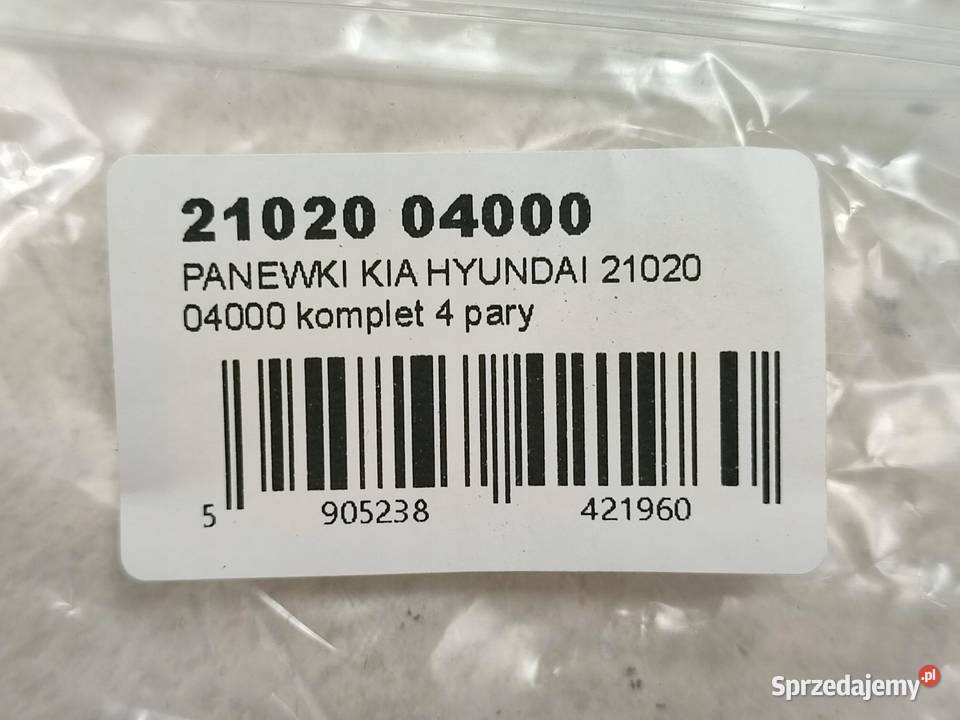 21020 04000
PANEWKI KIA HYUNDAI 21020
04000 komplet 4 pary
5 905238 421960
Sprzedajemy.pl